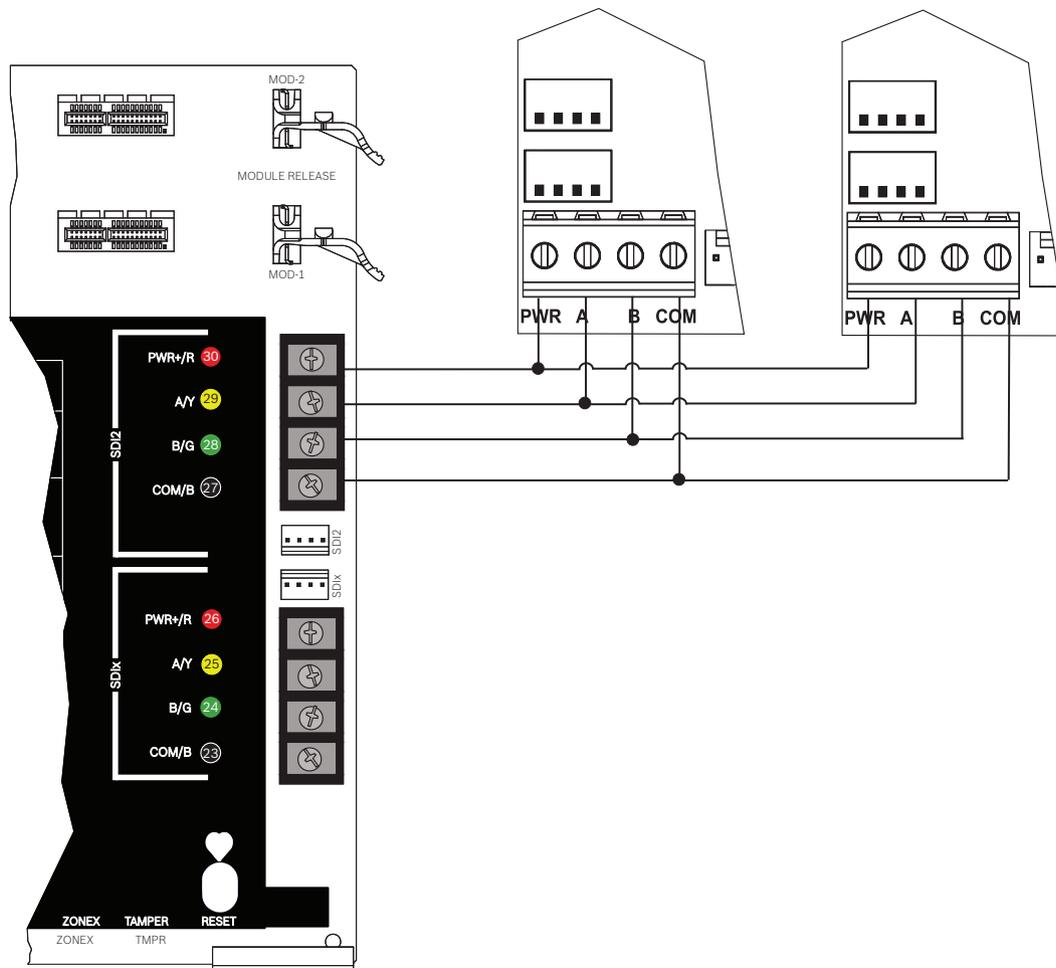 MOD-2
MODULE RELEASE
MOD-1
PWR A B COM
PWR A B COM
SDI2
PWR+/R 30
A/Y 29
B/G 28
COM/B 27
SDI2
SDIx
SDIx
PWR+/R 26
A/Y 25
B/G 24
COM/B 23
ZONEX TAMPER RESET
ZONEX TMPR